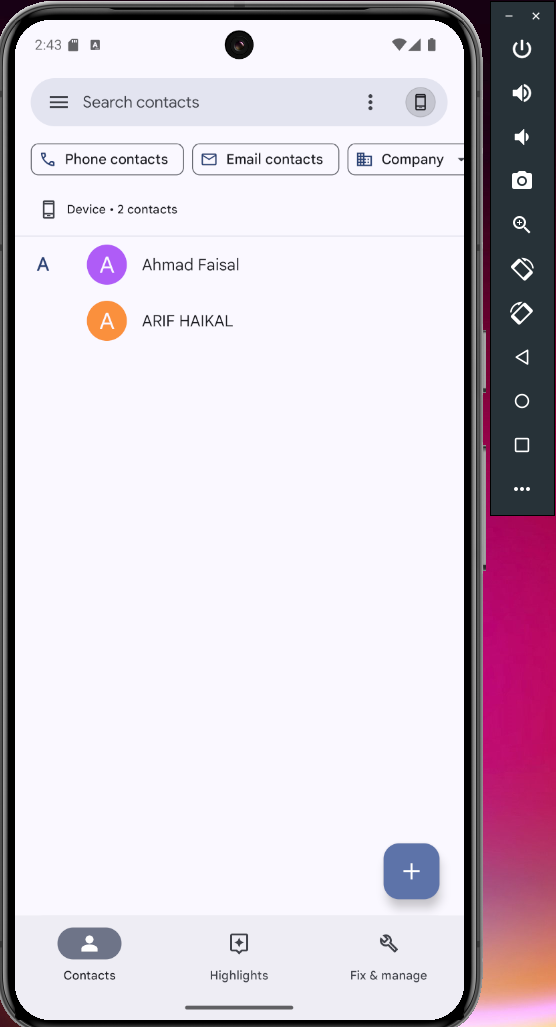 2:43 A
Search contacts
Phone contacts Email contacts Company
Device • 2 contacts
A A Ahmad Faisal
A ARIF HAIKAL
Contacts Highlights Fix & manage